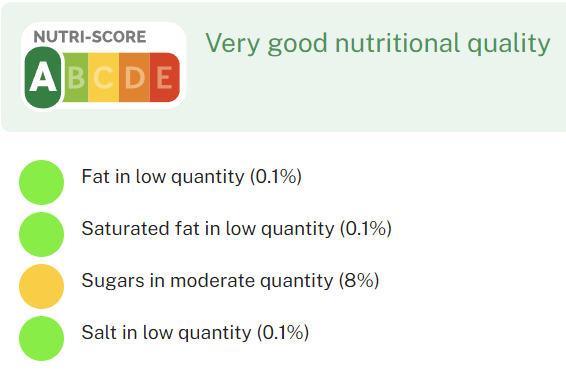 NUTRI-SCORE
A B C D E
Very good nutritional quality
Fat in low quantity (0.1%)
Saturated fat in low quantity (0.1%)
Sugars in moderate quantity (8%)
Salt in low quantity (0.1%)